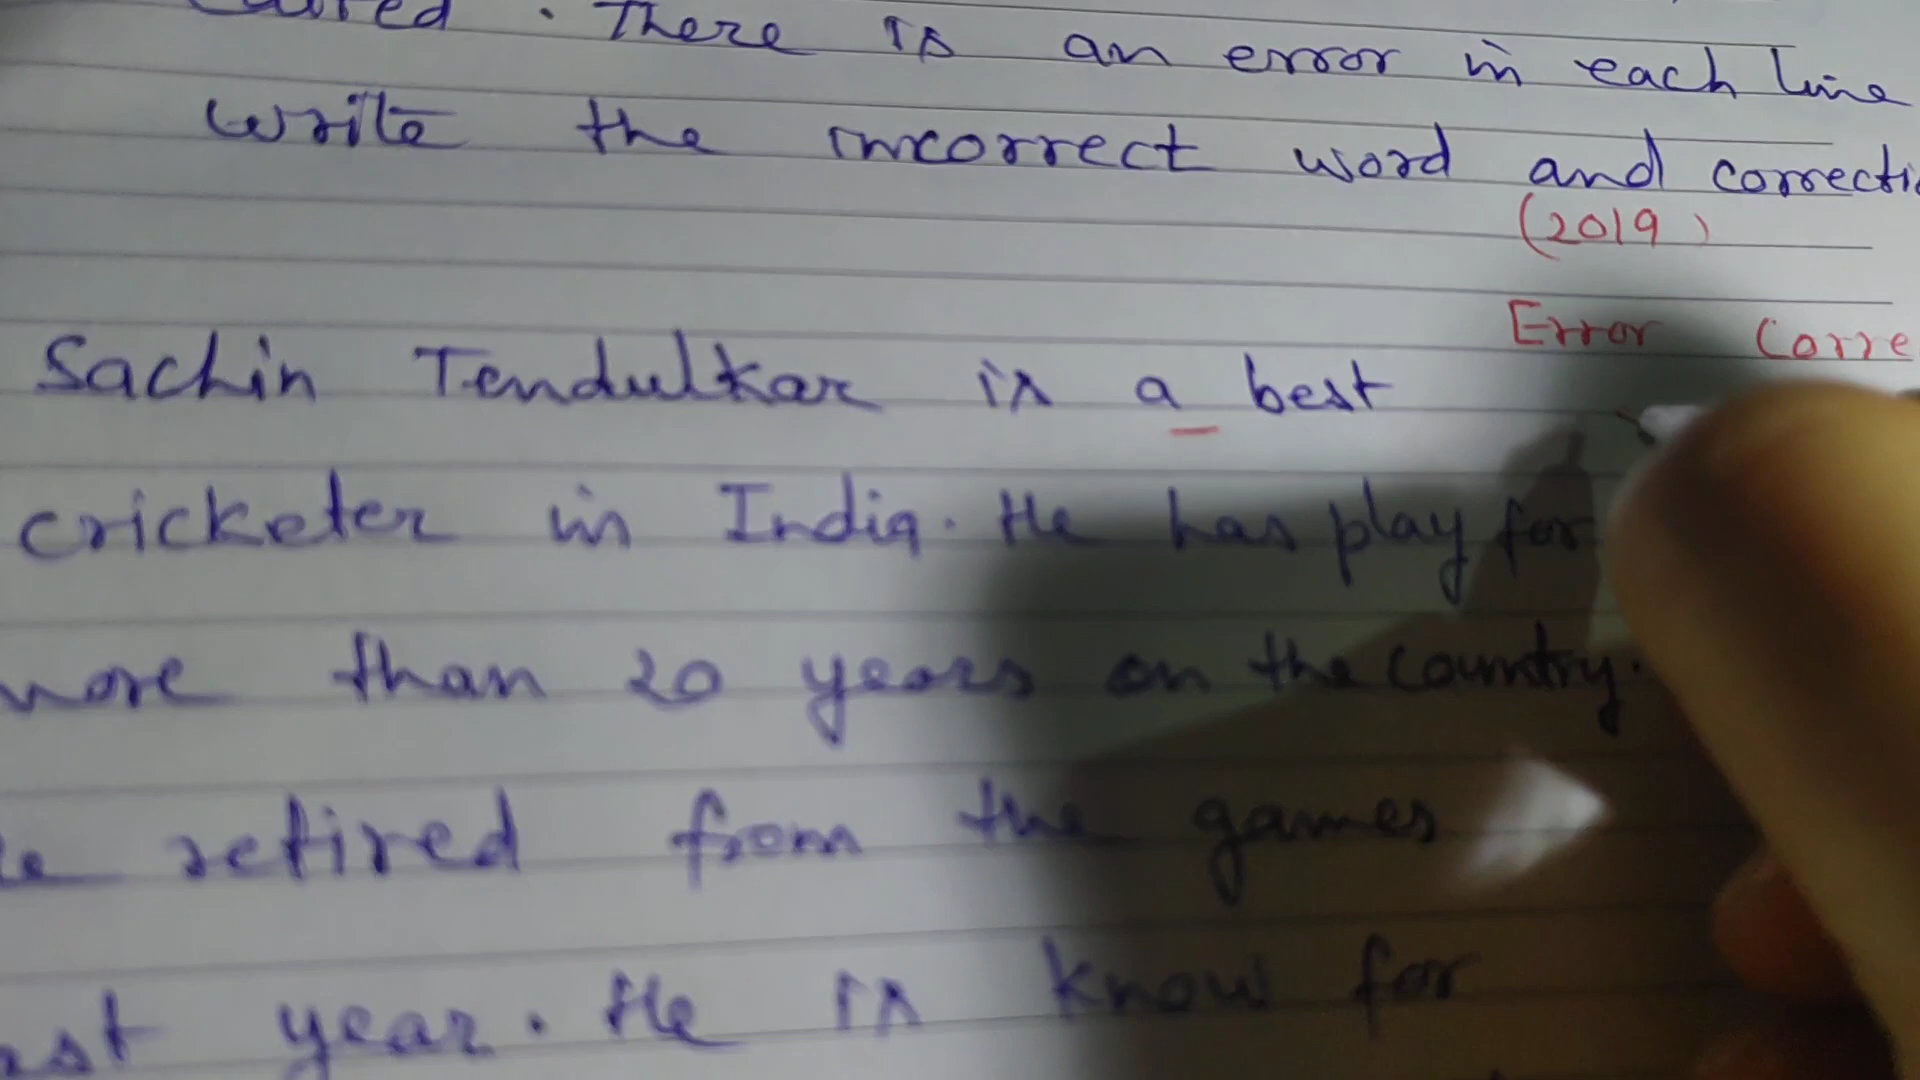 There is an error in each line
write the incorrect word and
(2019)
Error
Sachin Tendulkar is a best
cricketer in India. He has play for
more than 20 years on the country.
retired from the games
year. He is know for